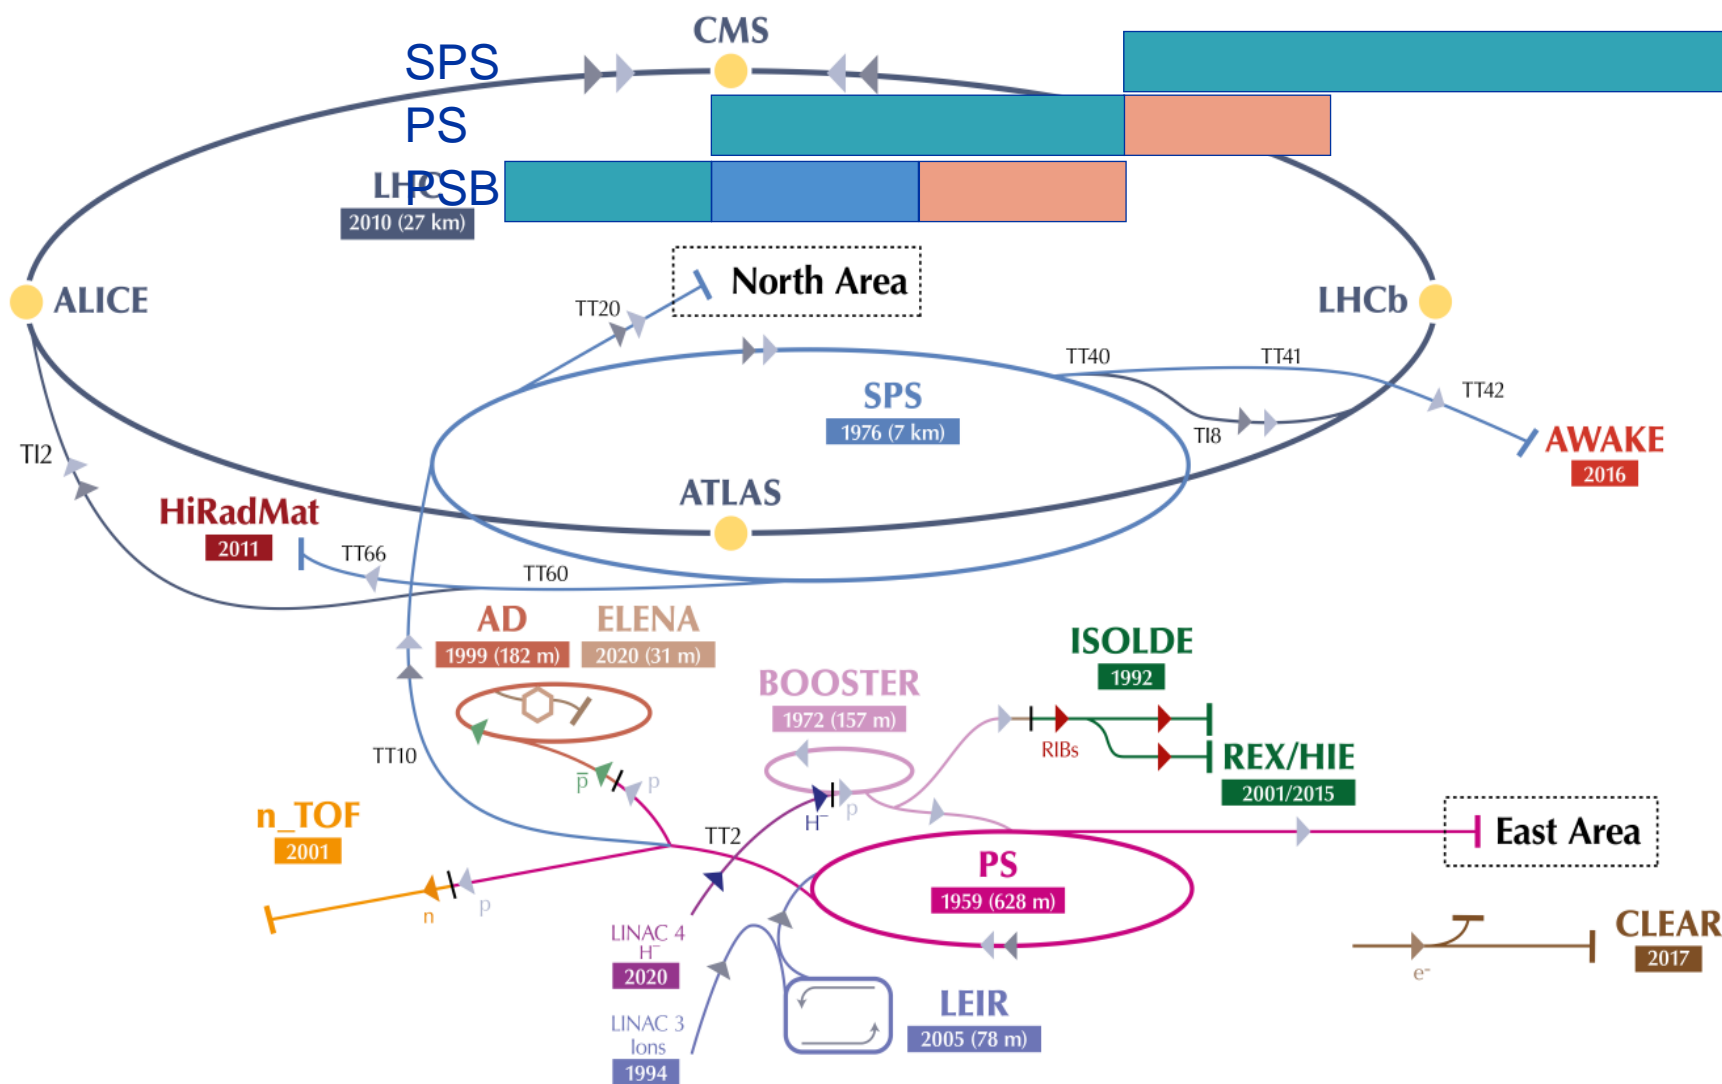 CMS
SPS
PS
PSB
LHC
2010 (27 km)
North Area
ALICE
LHCb
TT20
TT40
TT41
TT42
SPS
1976 (7 km)
TI8
AWAKE
2016
TI2
ATLAS
HiRadMat
2011
TT66
TT60
AD
1999 (182 m)
ELENA
2020 (31 m)
ISOLDE
1992
BOOSTER
1972 (157 m)
RIBs
REX/HIE
2001/2015
TT10
p̅
p
H⁻
p
n_TOF
2001
TT2
East Area
PS
1959 (628 m)
n
p
LINAC 4
H⁻
2020
CLEAR
2017
e⁻
LEIR
2005 (78 m)
LINAC 3
Ions
1994